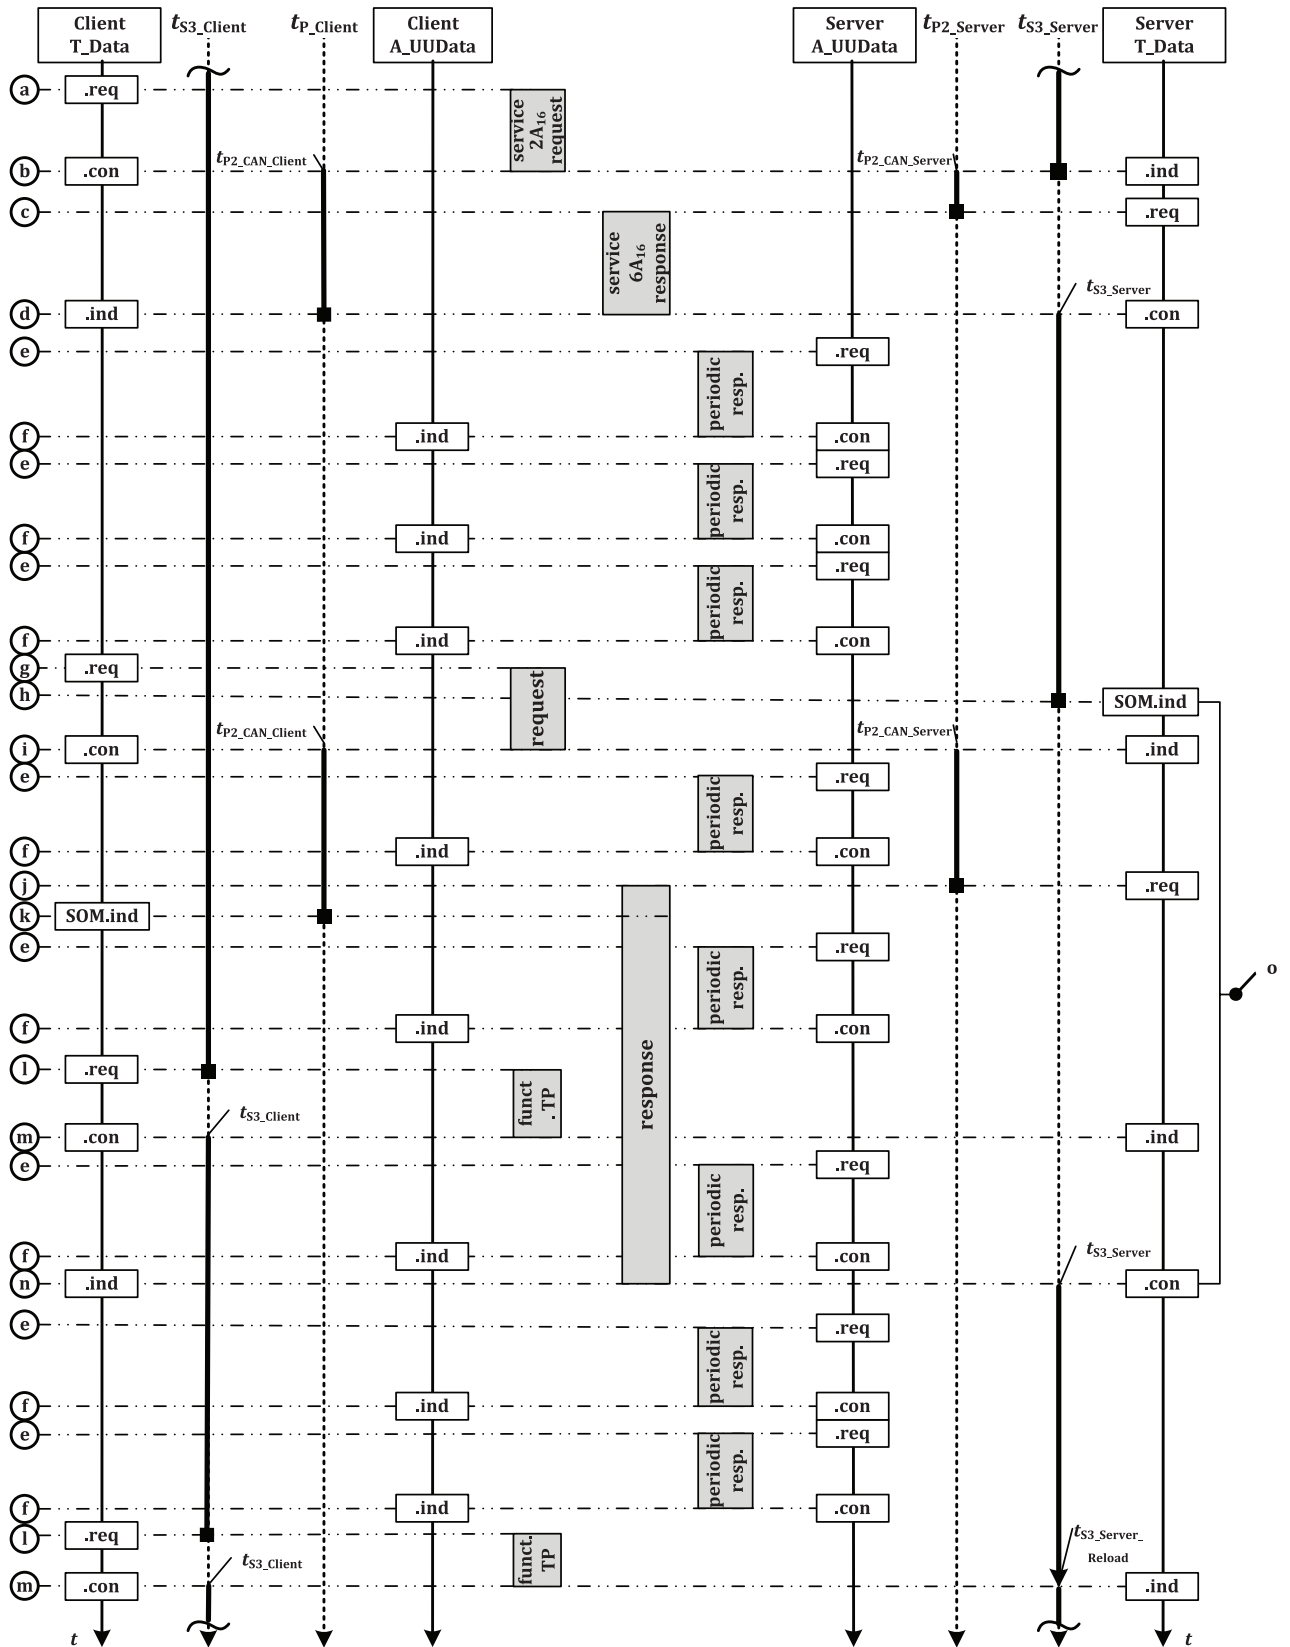 Client
T_Data
tS3_Client
tP_Client
Client
A_UUData
Server
A_UUData
tP2_Server
tS3_Server
Server
T_Data
a
.req
service
2A16
request
b
.con
tP2_CAN_Client
tP2_CAN_Server
.ind
c
.req
service
6A16
response
tS3_Server
d
.ind
.con
e
.req
periodic
resp.
f
.ind
.con
e
.req
periodic
resp.
f
.ind
.con
e
.req
periodic
resp.
f
.ind
.con
g
.req
request
h
SOM.ind
tP2_CAN_Client
tP2_CAN_Server
i
.con
.ind
e
.req
periodic
resp.
f
.ind
.con
j
.req
response
k
SOM.ind
e
.req
periodic
resp.
o
f
.ind
.con
l
.req
funct
. TP
tS3_Client
m
.con
.ind
e
.req
periodic
resp.
f
.ind
.con
tS3_Server
n
.ind
.con
e
.req
periodic
resp.
f
.ind
.con
e
.req
periodic
resp.
f
.ind
.con
l
.req
funct.
TP
tS3_Server_
Reload
tS3_Client
m
.con
.ind
t
t